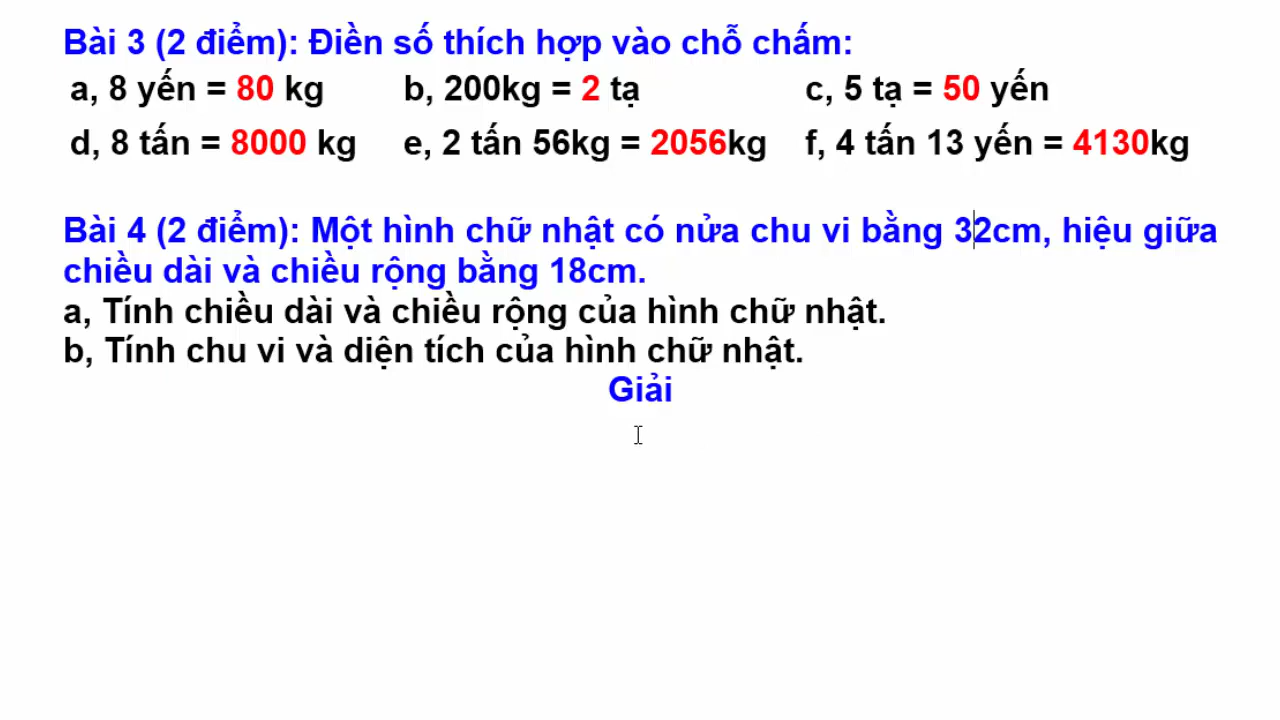 Bài 3 (2 điểm): Điền số thích hợp vào chỗ chấm:
a, 8 yến = 80 kg b, 200kg = 2 tạ c, 5 tạ = 50 yến
d, 8 tấn = 8000 kg e, 2 tấn 56kg = 2056kg f, 4 tấn 13 yến = 4130kg
Bài 4 (2 điểm): Một hình chữ nhật có nửa chu vi bằng 32cm, hiệu giữa
chiều dài và chiều rộng bằng 18cm.
a, Tính chiều dài và chiều rộng của hình chữ nhật.
b, Tính chu vi và diện tích của hình chữ nhật.
Giải